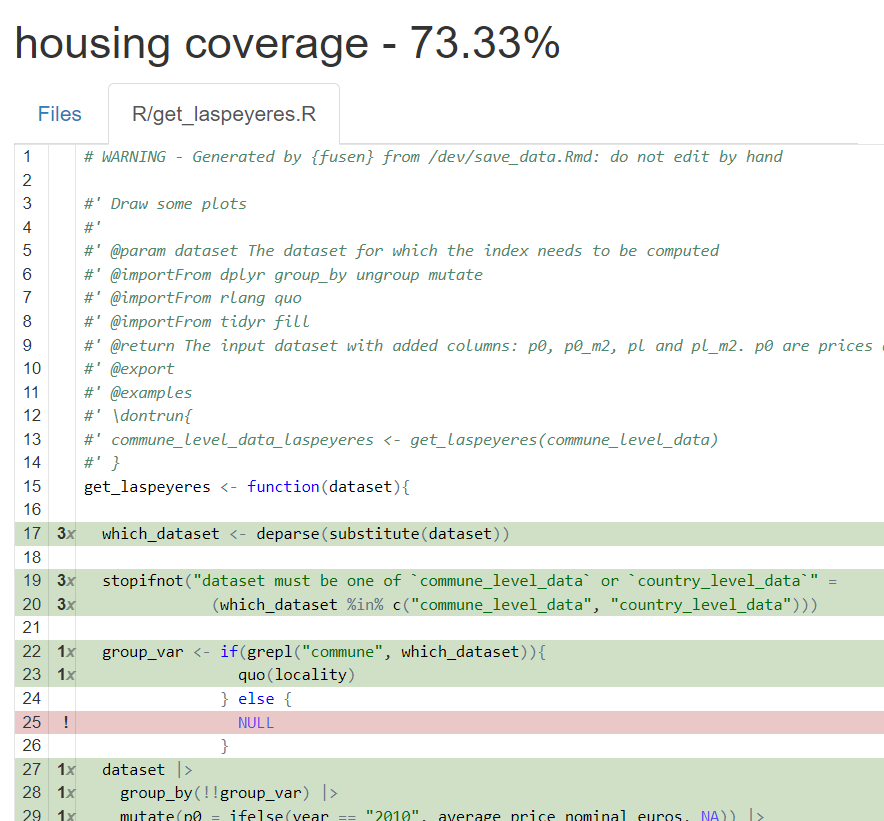 housing coverage - 73.33%
Files R/get_laspeyeres.R
1 # WARNING - Generated by {fusen} from /dev/save_data.Rmd: do not edit by hand
2
3 #' Draw some plots
4 #'
5 #' @param dataset The dataset for which the index needs to be computed
6 #' @importFrom dplyr group_by ungroup mutate
7 #' @importFrom rlang quo
8 #' @importFrom tidyr fill
9 #' @return The input dataset with added columns: p0, p0_m2, pl and pl_m2. p0 are prices
10 #' @export
11 #' @examples
12 #' \dontrun{
13 #' commune_level_data_laspeyeres <- get_laspeyeres(commune_level_data)
14 #' }
15 get_laspeyeres <- function(dataset){
16
17 3x which_dataset <- deparse(substitute(dataset))
18
19 3x stopifnot("dataset must be one of `commune_level_data` or `country_level_data`" =
20 3x (which_dataset %in% c("commune_level_data", "country_level_data")))
21
22 1x group_var <- if(grepl("commune", which_dataset)){
23 1x quo(locality)
24 } else {
25 ! NULL
26 }
27 1x dataset |>
28 1x group_by(!!group_var) |>
29 1x mutate(p0 = ifelse(year == "2010", average_price_nominal_euros, NA)) |>